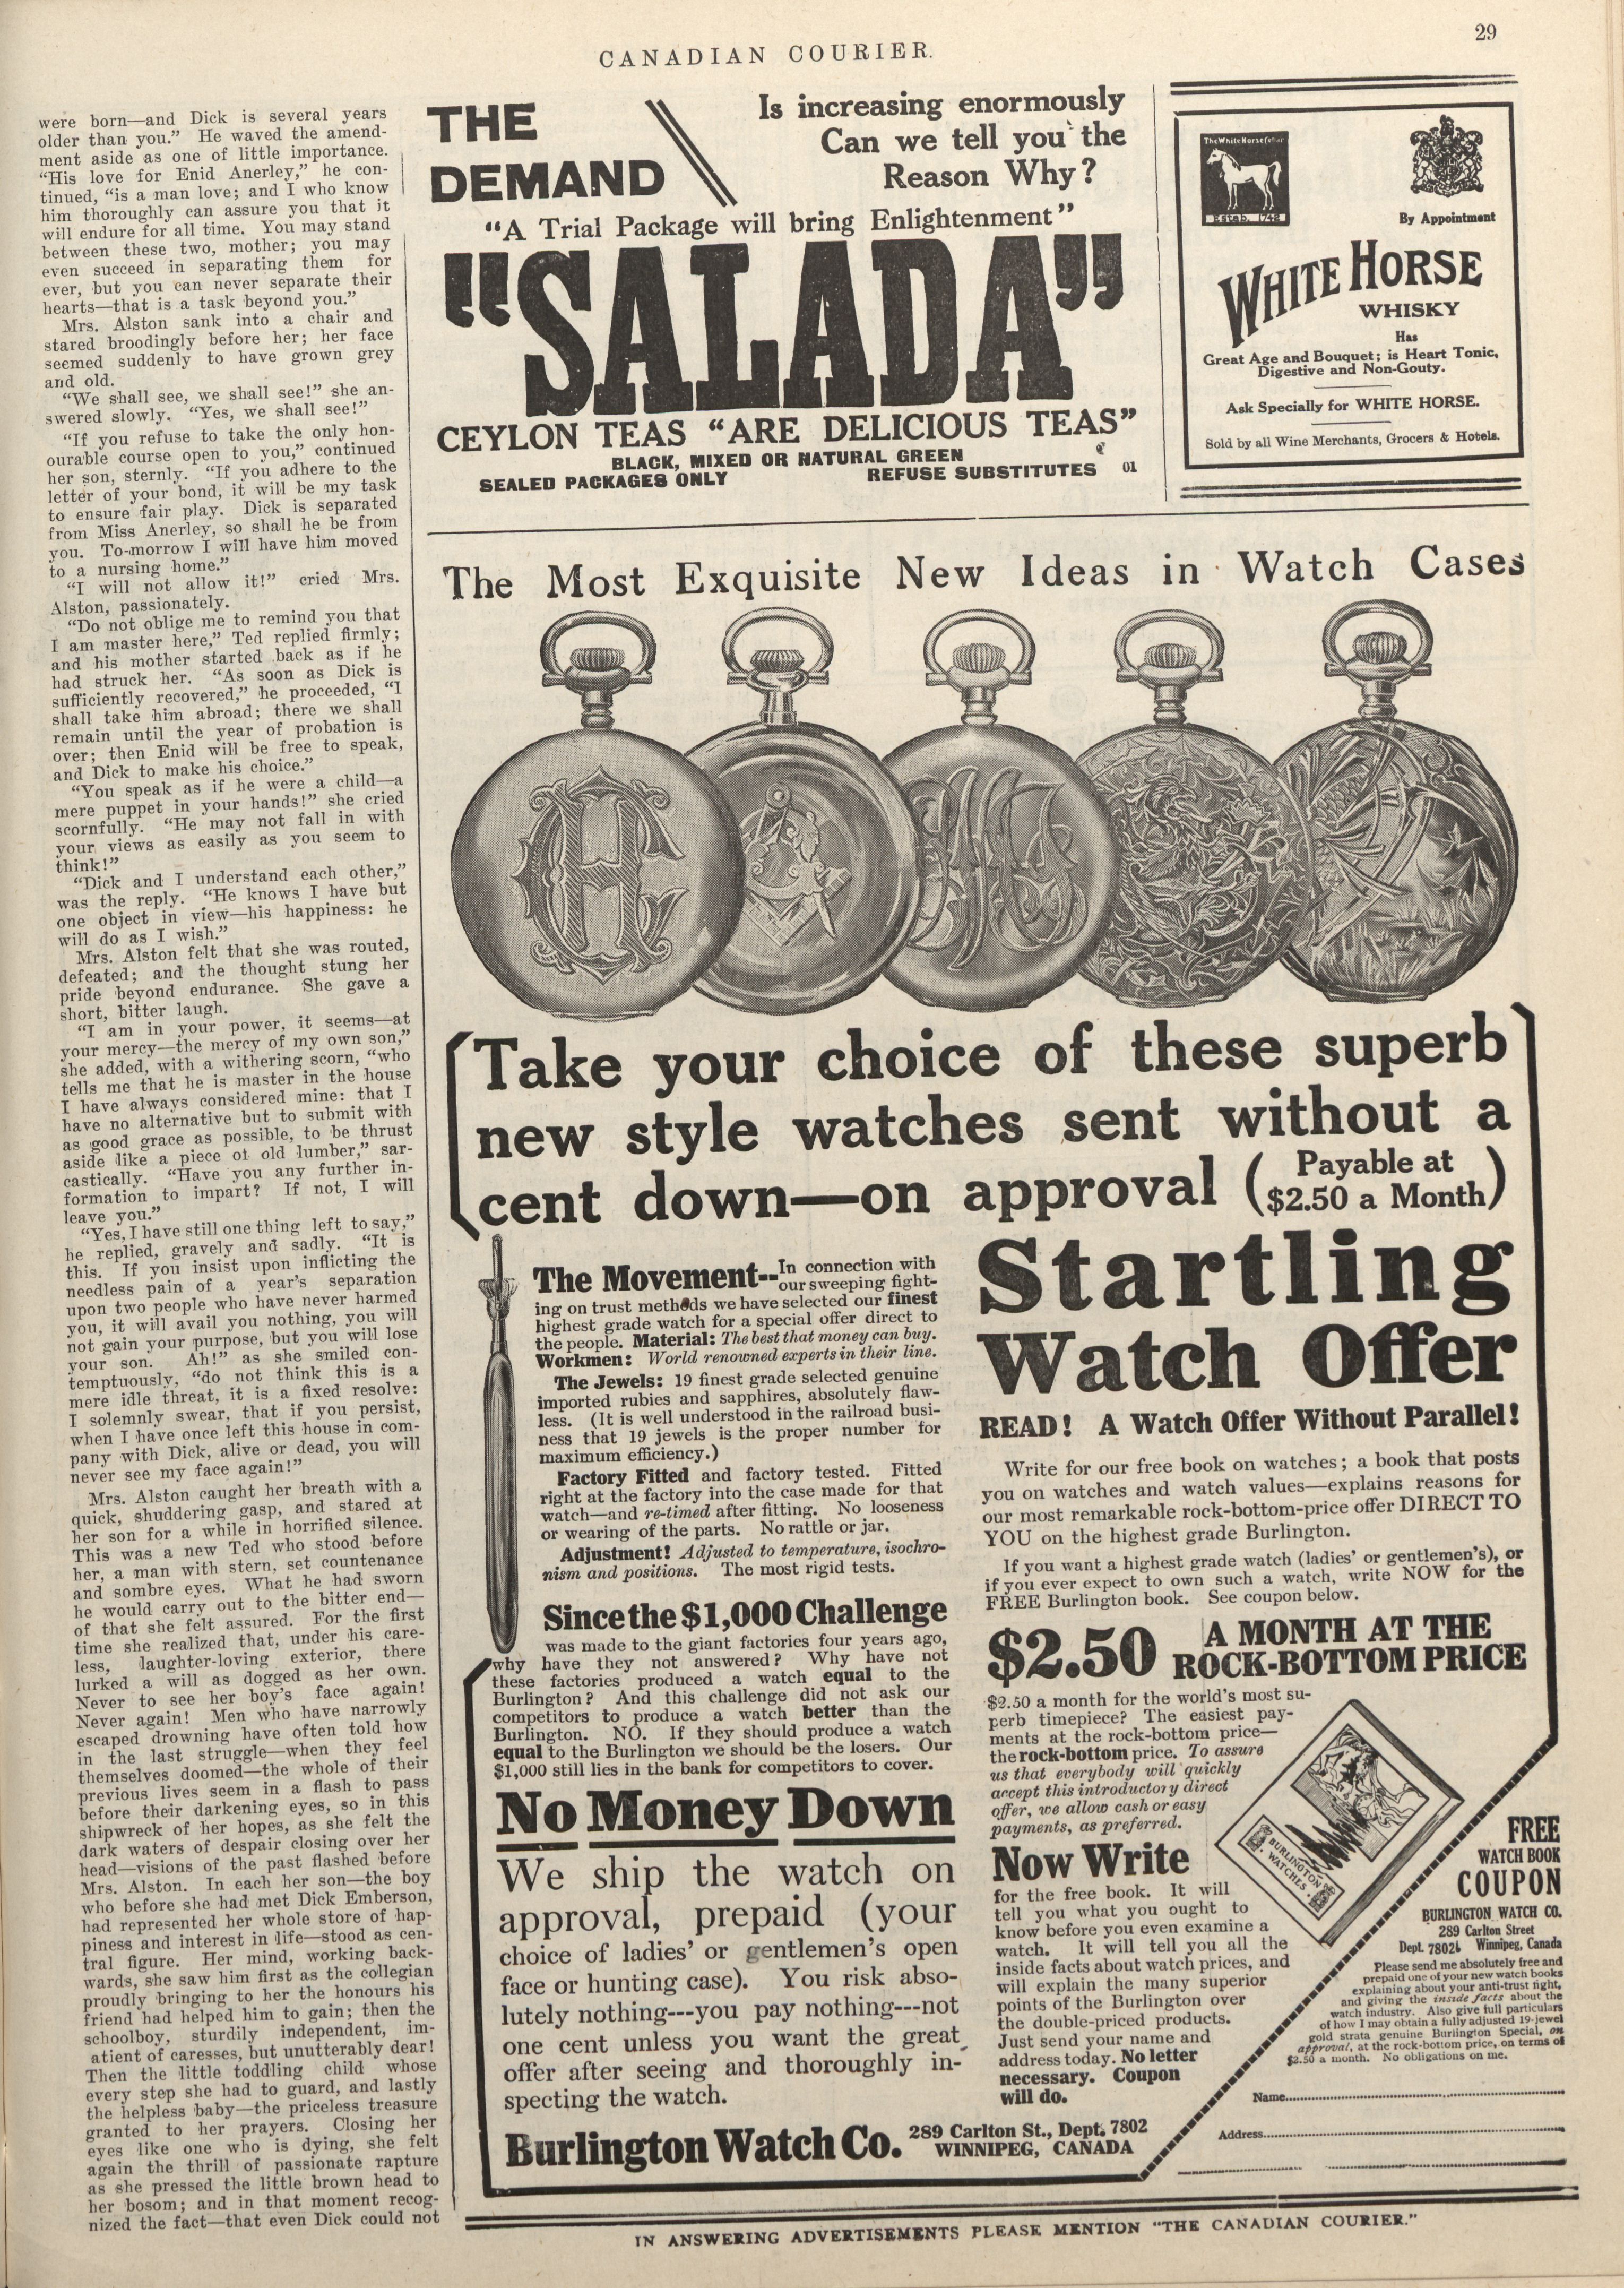 29
CANADIAN COURIER.
were born—and Dick is several years
older than you.” He waved the amend-
ment aside as one of little importance.
“His love for Enid Anerley,” he con-
tinued, “is a man love; and I who know
him thoroughly can assure you that it
will endure for all time. You may stand
between these two, mother; you may
even succeed in separating them for
ever, but you can never separate their
hearts—that is a task beyond you.”
Mrs. Alston sank into a chair and
stared broodingly before her; her face
seemed suddenly to have grown grey
and old.
“We shall see, we shall see!” she an-
swered slowly. “Yes, we shall see!”
“If you refuse to take the only hon-
ourable course open to you,” continued
her son, sternly. “If you adhere to the
letter of your bond, it will be my task
to ensure fair play. Dick is separated
from Miss Anerley, so shall he be from
you. To-morrow I will have him moved
to a nursing home.”
“I will not allow it!” cried Mrs.
Alston, passionately.
“Do not oblige me to remind you that
I am master here,” Ted replied firmly;
and his mother started back as if he
had struck her. “As soon as Dick is
sufficiently recovered,” he proceeded, “I
shall take him abroad; there we shall
remain until the year of probation is
over; then Enid will be free to speak,
and Dick to make his choice.”
“You speak as if he were a child—a
mere puppet in your hands!” she cried
scornfully. “He may not fall in with
your views as easily as you seem to
think!”
“Dick and I understand each other,”
was the reply. “He knows I have but
one object in view—his happiness: he
will do as I wish.”
Mrs. Alston felt that she was routed,
defeated; and the thought stung her
pride beyond endurance. She gave a
short, bitter laugh.
“I am in your power, it seems—at
your mercy—the mercy of my own son,”
she added, with a withering scorn, “who
tells me that he is master in the house
I have always considered mine: that I
have no alternative but to submit with
as good grace as possible, to be thrust
aside like a piece of old lumber,” sar-
castically. “Have you any further in-
formation to impart? If not, I will
leave you.”
“Yes, I have still one thing left to say,”
he replied, gravely and sadly. “It is
this. If you insist upon inflicting the
needless pain of a year’s separation
upon two people who have never harmed
you, it will avail you nothing, you will
not gain your purpose, but you will lose
your son. Ah!” as she smiled con-
temptuously, “do not think this is a
mere idle threat, it is a fixed resolve:
I solemnly swear, that if you persist,
when I have once left this house in com-
pany with Dick, alive or dead, you will
never see my face again!”
Mrs. Alston caught her breath with a
quick, shuddering gasp, and stared at
her son for a while in horrified silence.
This was a new Ted who stood before
her, a man with stern, set countenance
and sombre eyes. What he had sworn
he would carry out to the bitter end—
of that she felt assured. For the first
time she realized that, under his care-
less, laughter-loving exterior, there
lurked a will as dogged as her own.
Never to see her boy’s face again!
Never again! Men who have narrowly
escaped drowning have often told how
in the last struggle—when they feel
themselves doomed—the whole of their
previous lives seem in a flash to pass
before their darkening eyes, so in this
shipwreck of her hopes, as she felt the
dark waters of despair closing over her
head—visions of the past flashed before
Mrs. Alston. In each her son—the boy
who before she had met Dick Emberson,
had represented her whole store of hap-
piness and interest in life—stood as cen-
tral figure. Her mind, working back-
wards, she saw him first as the collegian
proudly bringing to her the honours his
friend had helped him to gain; then the
schoolboy, sturdily independent, im-
atient of caresses, but unutterably dear!
Then the little toddling child whose
every step she had to guard, and lastly
the helpless baby—the priceless treasure
granted to her prayers. Closing her
eyes like one who is dying, she felt
again the thrill of passionate rapture
as she pressed the little brown head to
her bosom; and in that moment recog-
nized the fact—that even Dick could not
THE
DEMAND
Is increasing enormously
Can we tell you the
Reason Why?
“A Trial Package will bring Enlightenment”
“SALADA”
CEYLON TEAS “ARE DELICIOUS TEAS”
BLACK, MIXED OR NATURAL GREEN
SEALED PACKAGES ONLY REFUSE SUBSTITUTES 01
The White Horse Cellar
Estab. 1742
By Appointment
WHITE HORSE
WHISKY
Has
Great Age and Bouquet; is Heart Tonic,
Digestive and Non-Gouty.
Ask Specially for WHITE HORSE.
Sold by all Wine Merchants, Grocers & Hotels.
The Most Exquisite New Ideas in Watch Cases
Take your choice of these superb
new style watches sent without a
cent down—on approval (Payable at
$2.50 a Month)
The Movement--In connection with
our sweeping fight-
ing on trust methods we have selected our finest
highest grade watch for a special offer direct to
the people. Material: The best that money can buy.
Workmen: World renowned experts in their line.
The Jewels: 19 finest grade selected genuine
imported rubies and sapphires, absolutely flaw-
less. (It is well understood in the railroad busi-
ness that 19 jewels is the proper number for
maximum efficiency.)
Factory Fitted and factory tested. Fitted
right at the factory into the case made for that
watch—and re-timed after fitting. No looseness
or wearing of the parts. No rattle or jar.
Adjustment! Adjusted to temperature, isochro-
nism and positions. The most rigid tests.
Since the $1,000 Challenge
was made to the giant factories four years ago,
why have they not answered? Why have not
these factories produced a watch equal to the
Burlington? And this challenge did not ask our
competitors to produce a watch better than the
Burlington. NO. If they should produce a watch
equal to the Burlington we should be the losers. Our
$1,000 still lies in the bank for competitors to cover.
No Money Down
We ship the watch on
approval, prepaid (your
choice of ladies’ or gentlemen’s open
face or hunting case). You risk abso-
lutely nothing---you pay nothing---not
one cent unless you want the great
offer after seeing and thoroughly in-
specting the watch.
Startling
Watch Offer
READ! A Watch Offer Without Parallel!
Write for our free book on watches; a book that posts
you on watches and watch values—explains reasons for
our most remarkable rock-bottom-price offer DIRECT TO
YOU on the highest grade Burlington.
If you want a highest grade watch (ladies’ or gentlemen’s), or
if you ever expect to own such a watch, write NOW for the
FREE Burlington book. See coupon below.
$2.50 A MONTH AT THE
ROCK-BOTTOM PRICE
$2.50 a month for the world’s most su-
perb timepiece? The easiest pay-
ments at the rock-bottom price—
the rock-bottom price. To assure
us that everybody will quickly
accept this introductory direct
offer, we allow cash or easy
payments, as preferred.
Now Write
for the free book. It will
tell you what you ought to
know before you even examine a
watch. It will tell you all the
inside facts about watch prices, and
will explain the many superior
points of the Burlington over
the double-priced products.
Just send your name and
address today. No letter
necessary. Coupon
will do.
BURLINGTON
WATCHES
Burlington Watch Co. 289 Carlton St., Dept. 7802
WINNIPEG, CANADA
FREE
WATCH BOOK
COUPON
BURLINGTON WATCH CO.
289 Carlton Street
Dept. 7802 Winnipeg, Canada
Please send me absolutely free and
prepaid one of your new watch books
explaining about your anti-trust fight,
and giving the inside facts about the
watch industry. Also give full particulars
of how I may obtain a fully adjusted 19-jewel
gold strata genuine Burlington Special, on
approval, at the rock-bottom price, on terms of
$2.50 a month. No obligations on me.
Name
Address
IN ANSWERING ADVERTISEMENTS PLEASE MENTION “THE CANADIAN COURIER.”